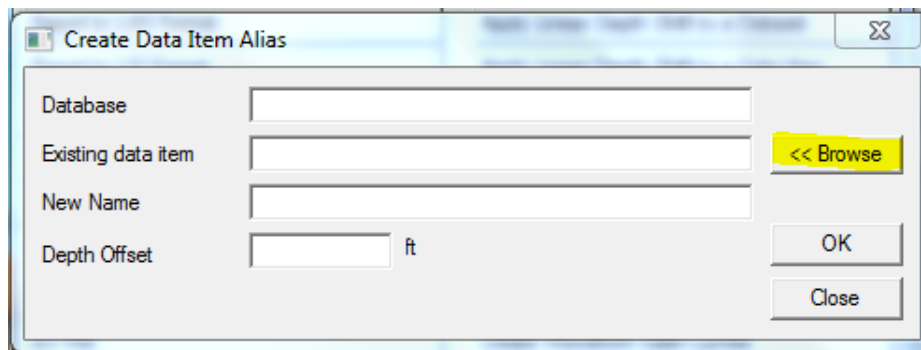 Create Data Item Alias
Database
Existing data item
<< Browse
New Name
Depth Offset
ft
OK
Close